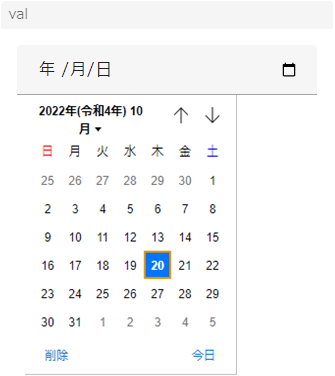 val
年 /月/日
2022年(令和4年) 10
月
日 月 火 水 木 金 土
25 26 27 28 29 30 1
2 3 4 5 6 7 8
9 10 11 12 13 14 15
16 17 18 19 20 21 22
23 24 25 26 27 28 29
30 31 1 2 3 4 5
削除 今日